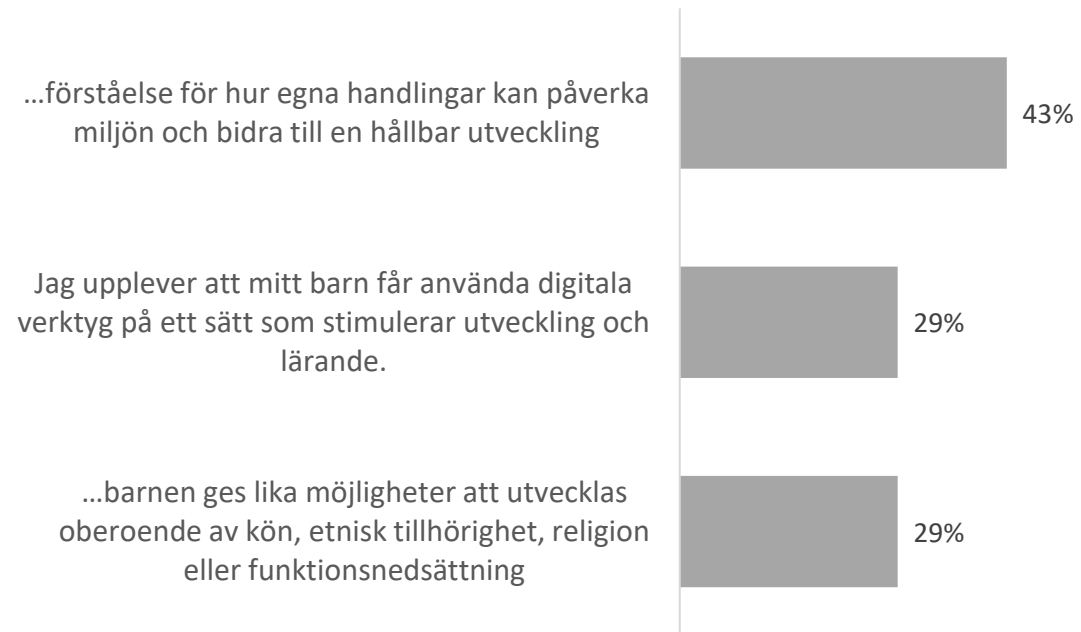 ...förståelse för hur egna handlingar kan påverka
miljön och bidra till en hållbar utveckling
43%
Jag upplever att mitt barn får använda digitala
verktyg på ett sätt som stimulerar utveckling och
lärande.
29%
...barnen ges lika möjligheter att utvecklas
oberoende av kön, etnisk tillhörighet, religion
eller funktionsnedsättning
29%